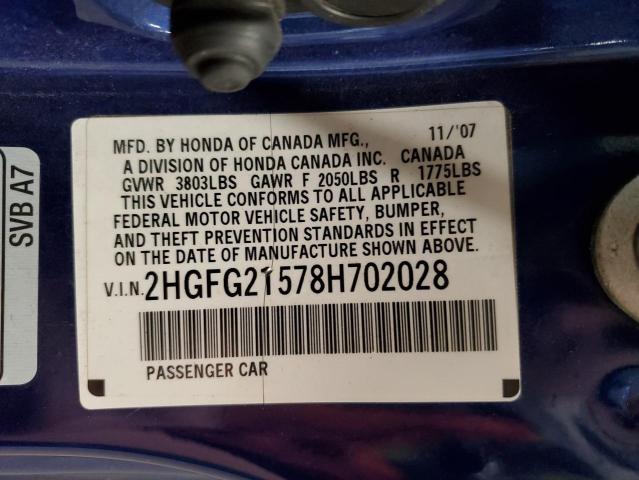 MFD. BY HONDA OF CANADA MFG., 11/'07
A DIVISION OF HONDA CANADA INC. CANADA
GVWR 3803LBS GAWR F 2050LBS R 1775LBS
THIS VEHICLE CONFORMS TO ALL APPLICABLE
FEDERAL MOTOR VEHICLE SAFETY, BUMPER,
AND THEFT PREVENTION STANDARDS IN EFFECT
ON THE DATE OF MANUFACTURE SHOWN ABOVE.
V.I.N. 2HGFG21578H702028
PASSENGER CAR
SVB A7